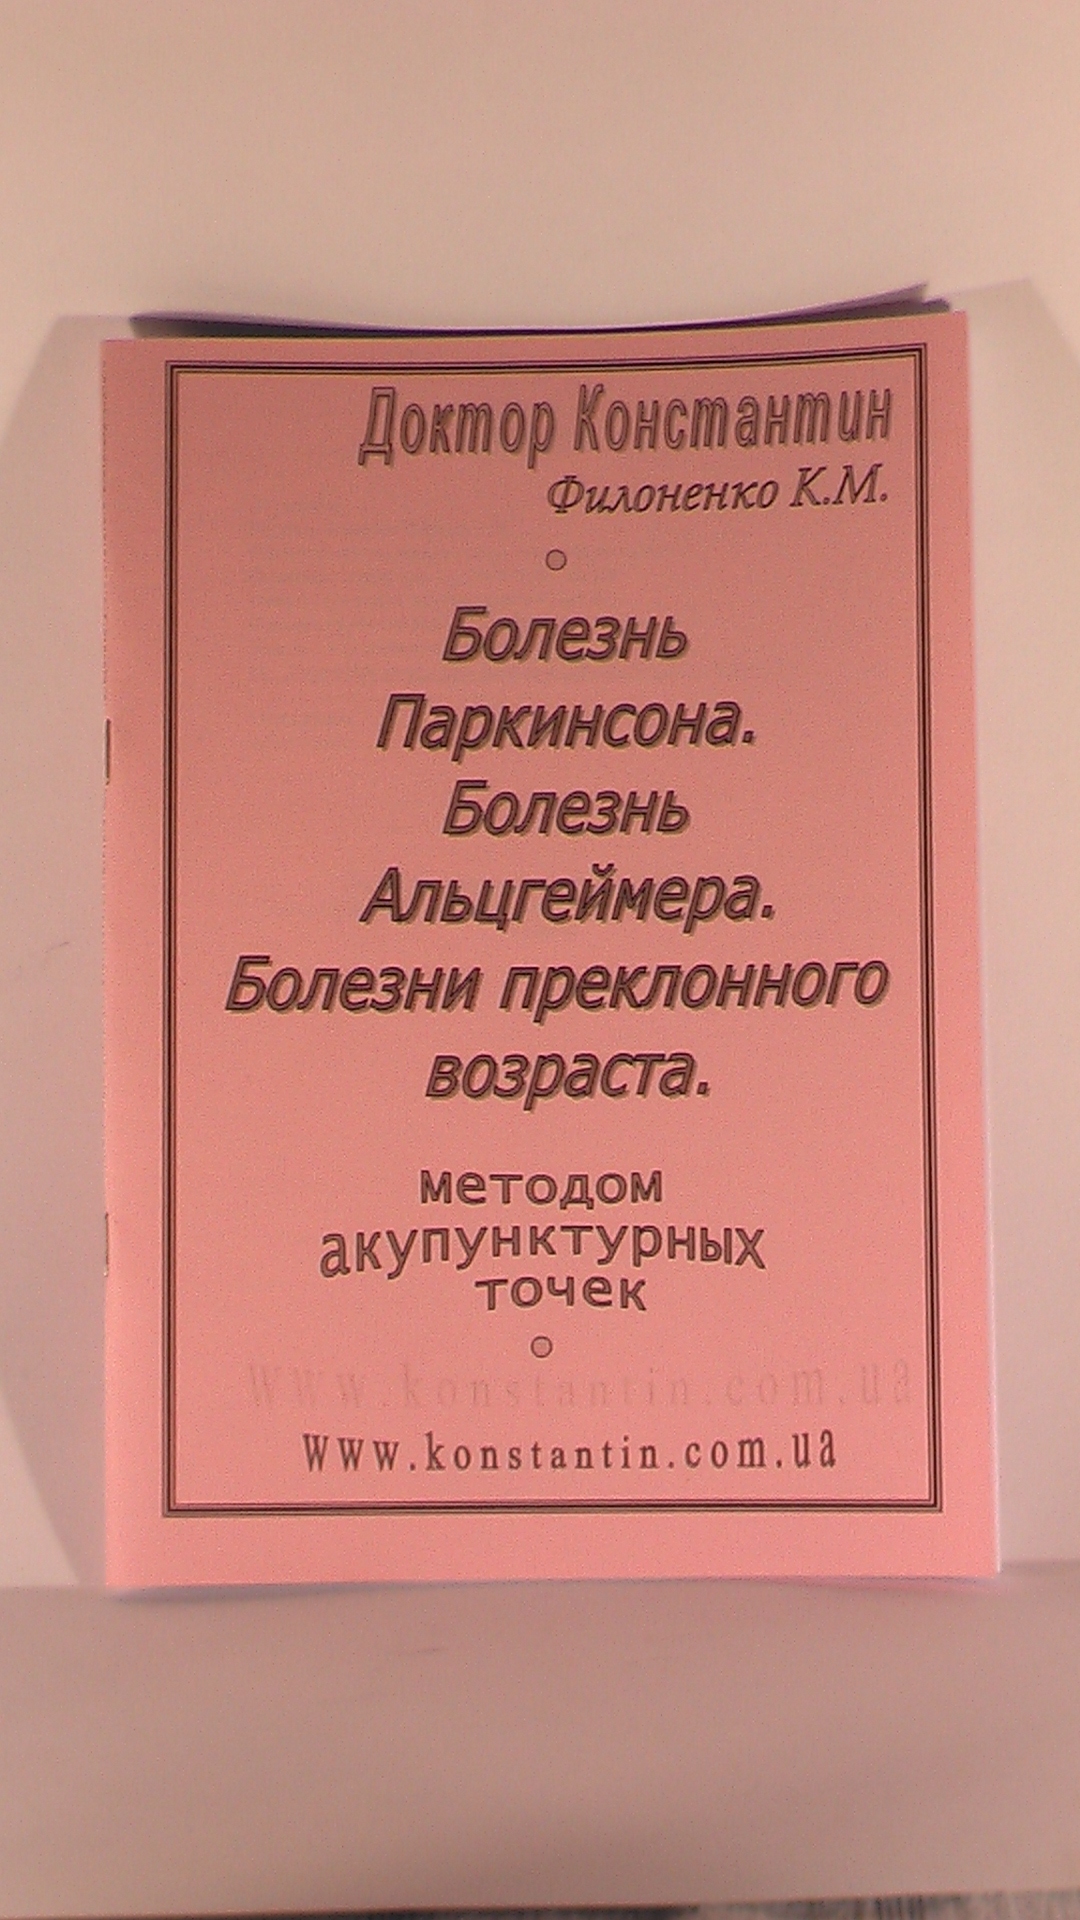 Доктор Константин
Филоненко К.М.
Болезнь
Паркинсона.
Болезнь
Альцгеймера.
Болезни преклонного
возраста.
методом
акупунктурных
точек
www.konstantin.com.ua
www.konstantin.com.ua